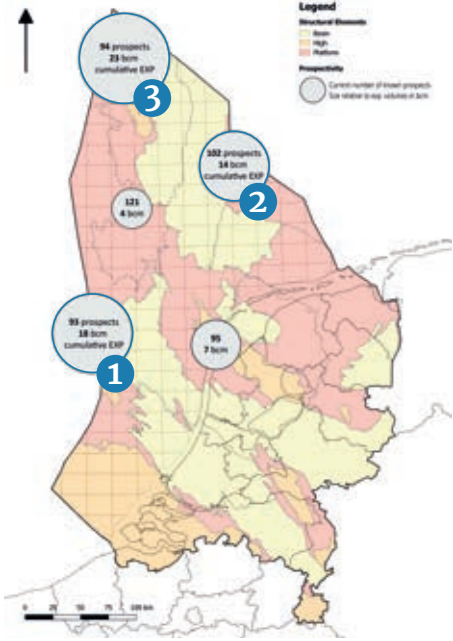 Legend
Structural Elements
Basin
High
Platform
Prospectivity
Current number of known prospects
Size relative to exp. volumes in bcm
94 prospects
23 bcm
cumulative EXP
3
102 prospects
14 bcm
cumulative EXP
2
121
4 bcm
93 prospects
18 bcm
cumulative EXP
1
95
7 bcm
0
25
50
75
100 km